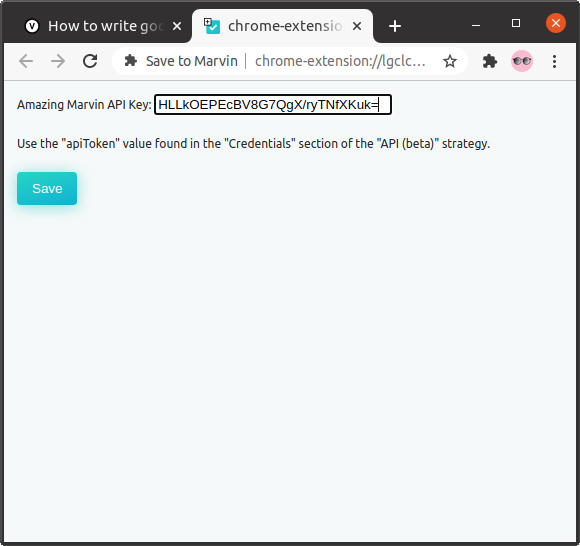 How to write goo
chrome-extension
Save to Marvin
chrome-extension://lgclc...
Amazing Marvin API Key: HLLkOEPEcBV8G7QgX/ryTNfXKuk=
Use the "apiToken" value found in the "Credentials" section of the "API (beta)" strategy.
Save